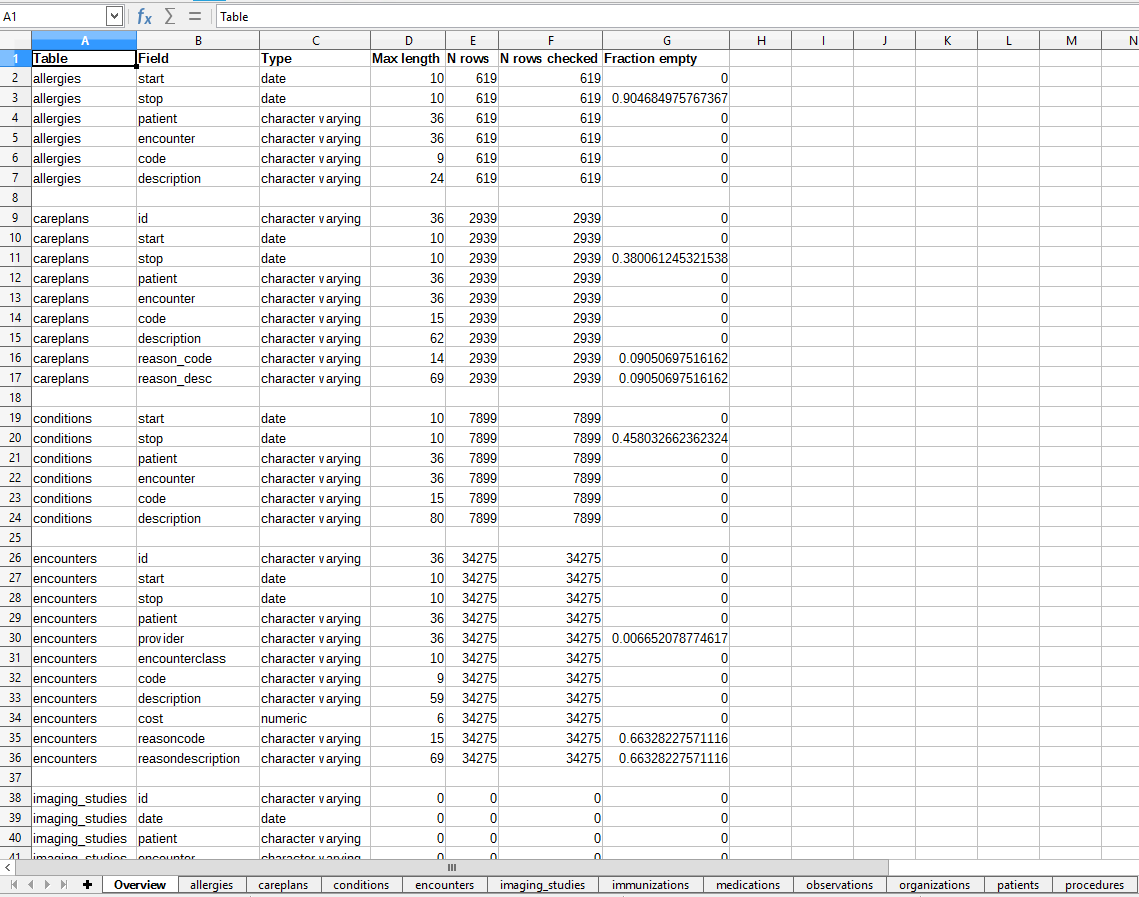 A1 fx Σ = Table
A B C D E F G H I J K L M N
1 Table Field Type Max length N rows N rows checked Fraction empty
2 allergies start date 10 619 619 0
3 allergies stop date 10 619 619 0.904684975767367
4 allergies patient character varying 36 619 619 0
5 allergies encounter character varying 36 619 619 0
6 allergies code character varying 9 619 619 0
7 allergies description character varying 24 619 619 0
8
9 careplans id character varying 36 2939 2939 0
10 careplans start date 10 2939 2939 0
11 careplans stop date 10 2939 2939 0.380061245321538
12 careplans patient character varying 36 2939 2939 0
13 careplans encounter character varying 36 2939 2939 0
14 careplans code character varying 15 2939 2939 0
15 careplans description character varying 62 2939 2939 0
16 careplans reason_code character varying 14 2939 2939 0.09050697516162
17 careplans reason_desc character varying 69 2939 2939 0.09050697516162
18
19 conditions start date 10 7899 7899 0
20 conditions stop date 10 7899 7899 0.458032662362324
21 conditions patient character varying 36 7899 7899 0
22 conditions encounter character varying 36 7899 7899 0
23 conditions code character varying 15 7899 7899 0
24 conditions description character varying 80 7899 7899 0
25
26 encounters id character varying 36 34275 34275 0
27 encounters start date 10 34275 34275 0
28 encounters stop date 10 34275 34275 0
29 encounters patient character varying 36 34275 34275 0
30 encounters provider character varying 36 34275 34275 0.006652078774617
31 encounters encounterclass character varying 10 34275 34275 0
32 encounters code character varying 9 34275 34275 0
33 encounters description character varying 59 34275 34275 0
34 encounters cost numeric 6 34275 34275 0
35 encounters reasoncode character varying 15 34275 34275 0.66328227571116
36 encounters reasondescription character varying 69 34275 34275 0.66328227571116
37
38 imaging_studies id character varying 0 0 0 0
39 imaging_studies date date 0 0 0 0
40 imaging_studies patient character varying 0 0 0 0
41 imaging_studies encounter character varying 0 0 0 0
Overview allergies careplans conditions encounters imaging_studies immunizations medications observations organizations patients procedures